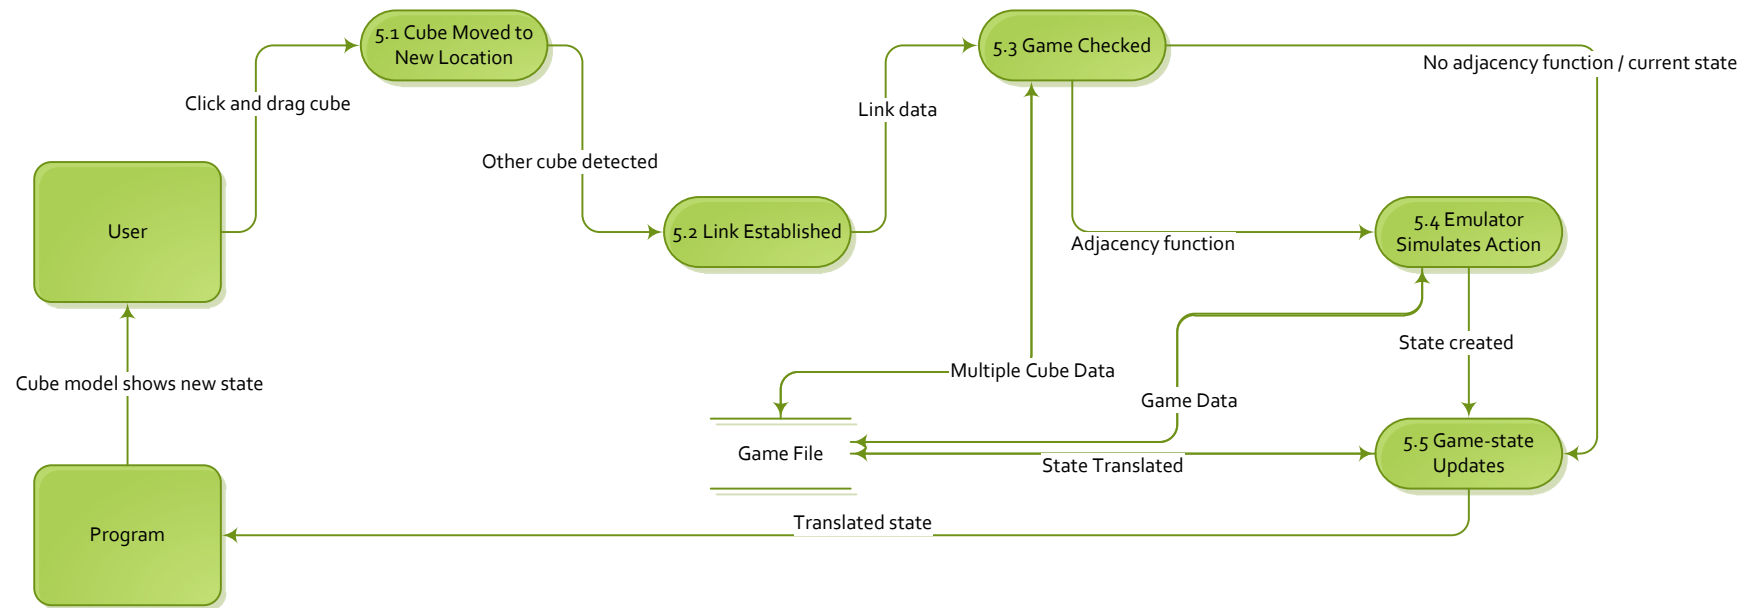 5.1 Cube Moved to
New Location
5.3 Game Checked
No adjacency function / current state
Click and drag cube
Link data
Other cube detected
User
5.2 Link Established
Adjacency function
5.4 Emulator
Simulates Action
State created
Cube model shows new state
Multiple Cube Data
Game Data
Game File
State Translated
5.5 Game-state
Updates
Translated state
Program